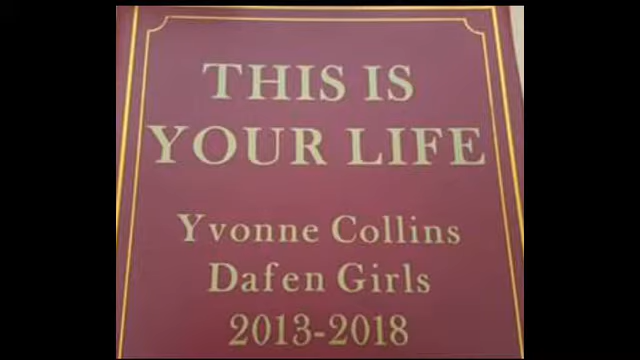 THIS IS
YOUR LIFE
Yvonne Collins
Dafen Girls
2013-2018